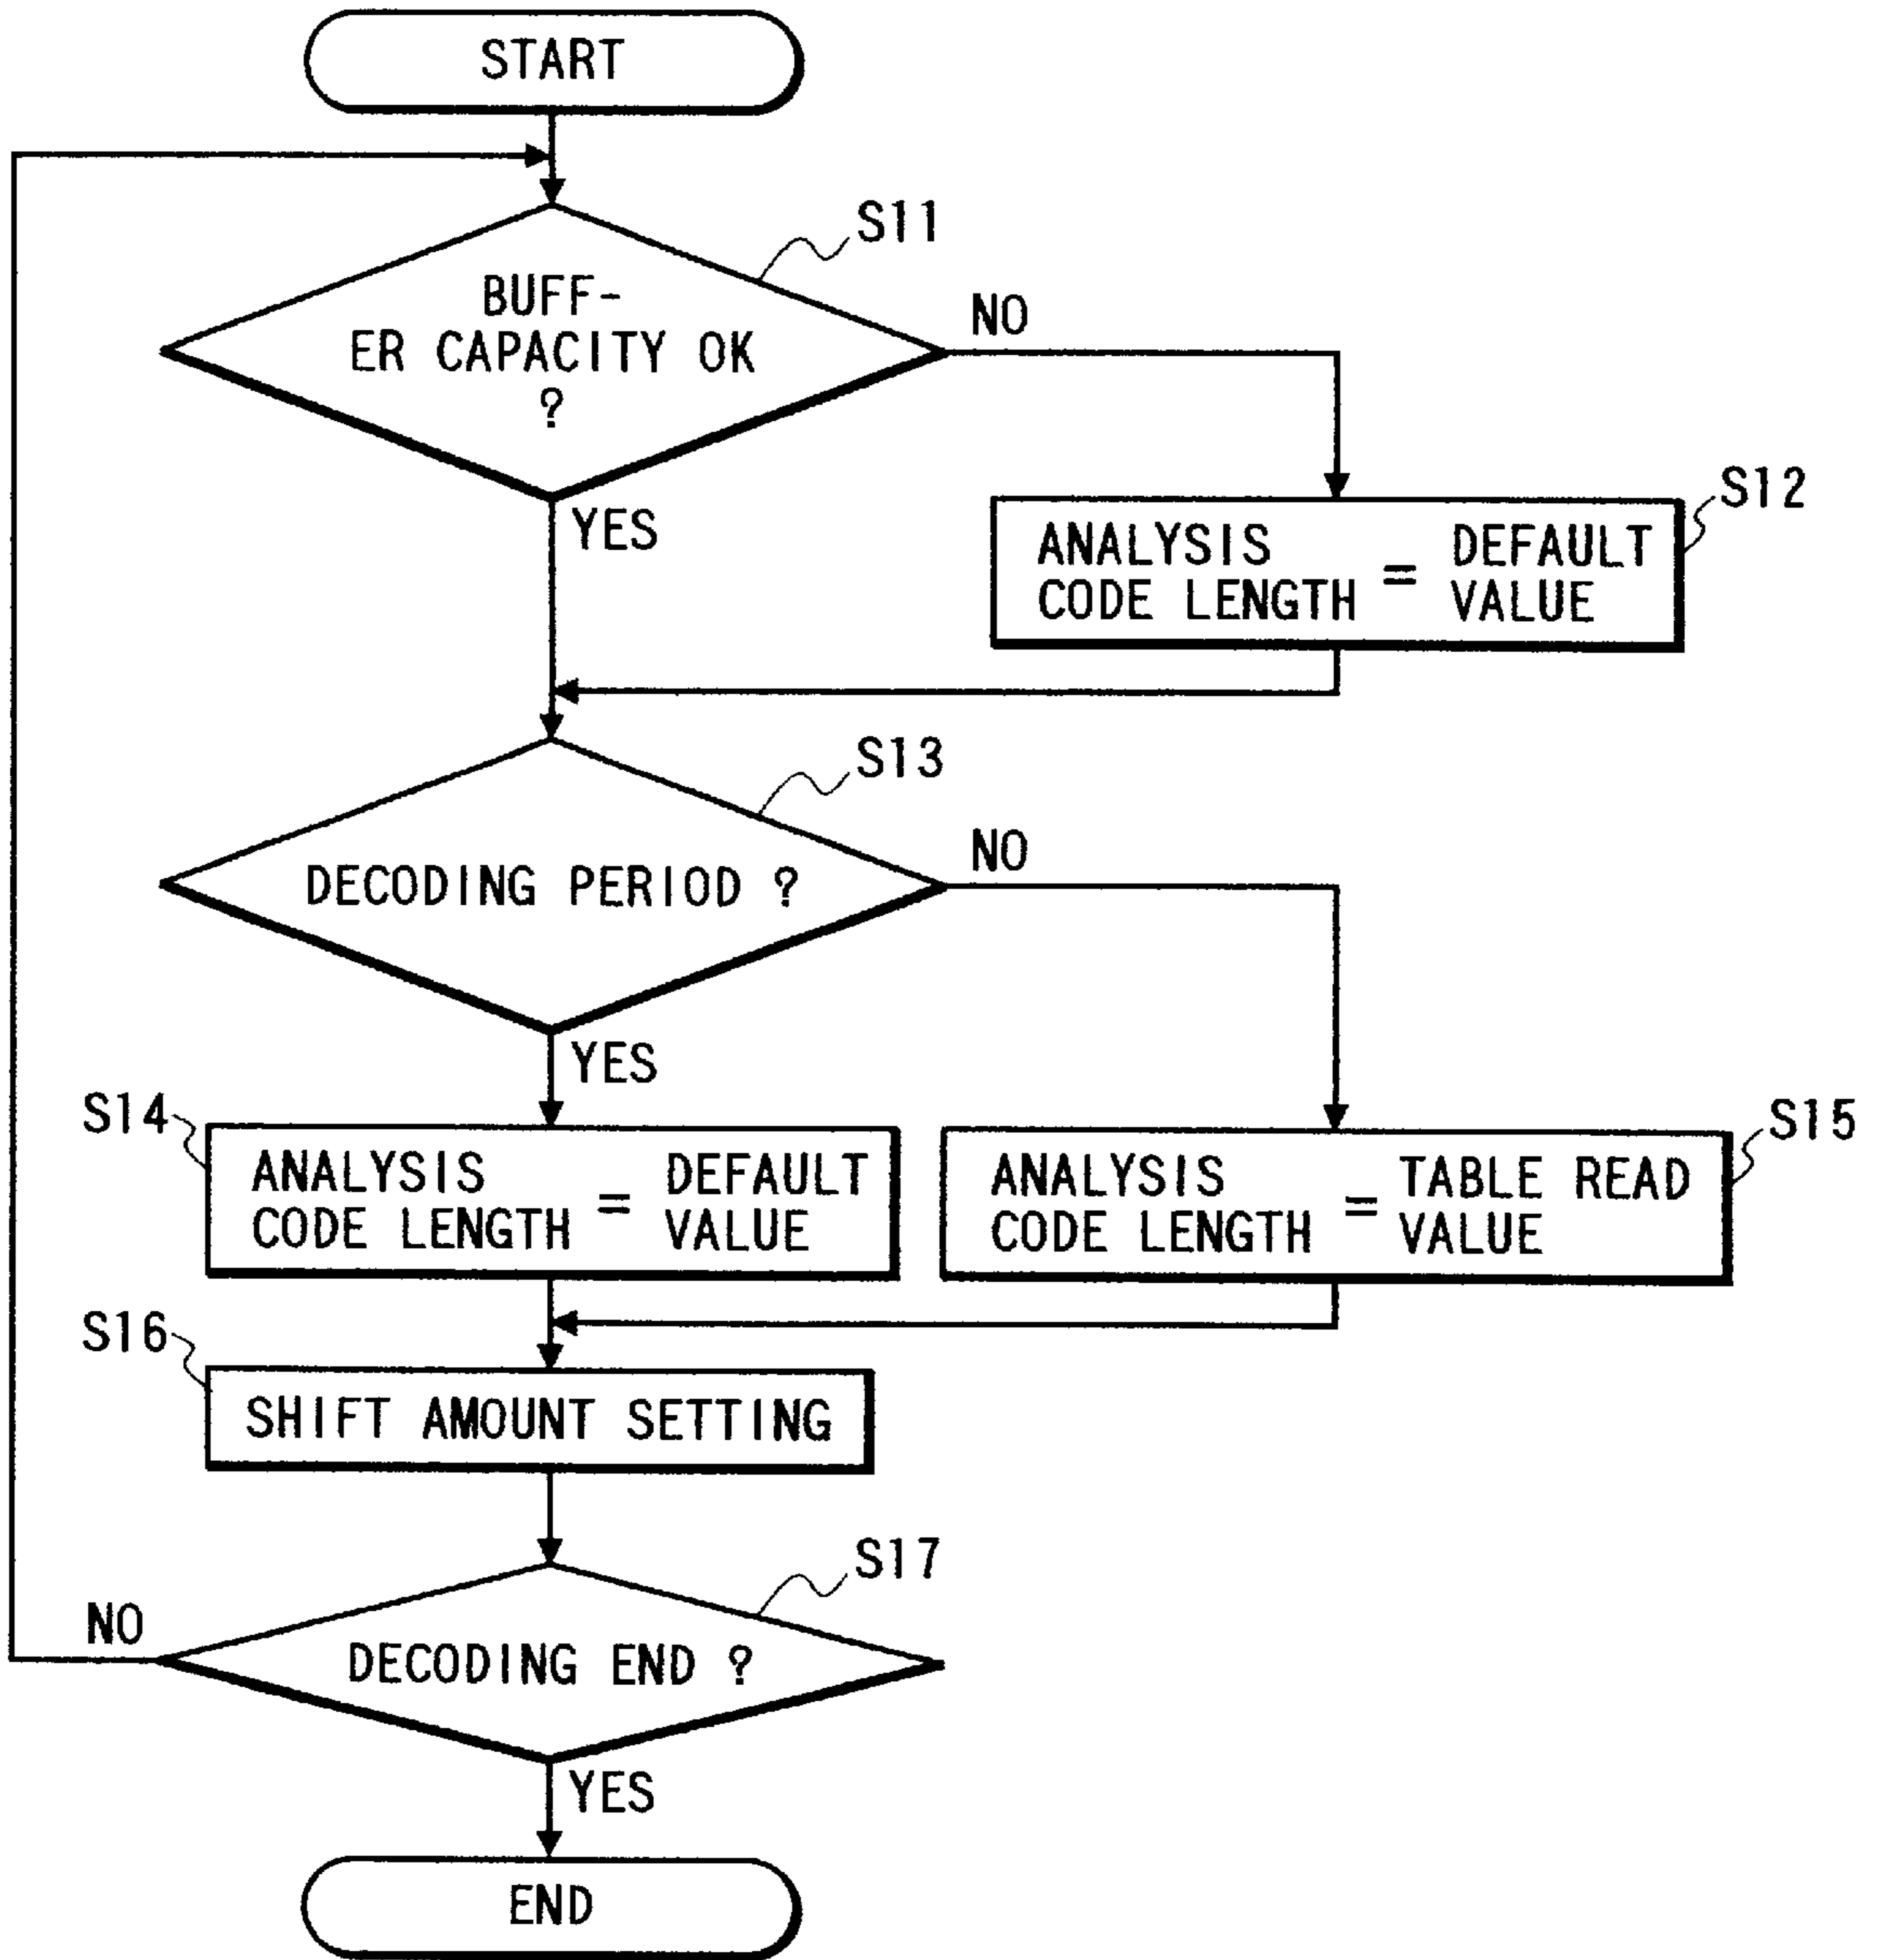 START
S11
BUFF-
ER CAPACITY OK
?
NO
YES
S12
ANALYSIS
CODE LENGTH
=
DEFAULT
VALUE
S13
DECODING PERIOD ?
NO
YES
S14
ANALYSIS
CODE LENGTH
=
DEFAULT
VALUE
S15
ANALYSIS
CODE LENGTH
=
TABLE READ
VALUE
S16
SHIFT AMOUNT SETTING
S17
DECODING END ?
NO
YES
END